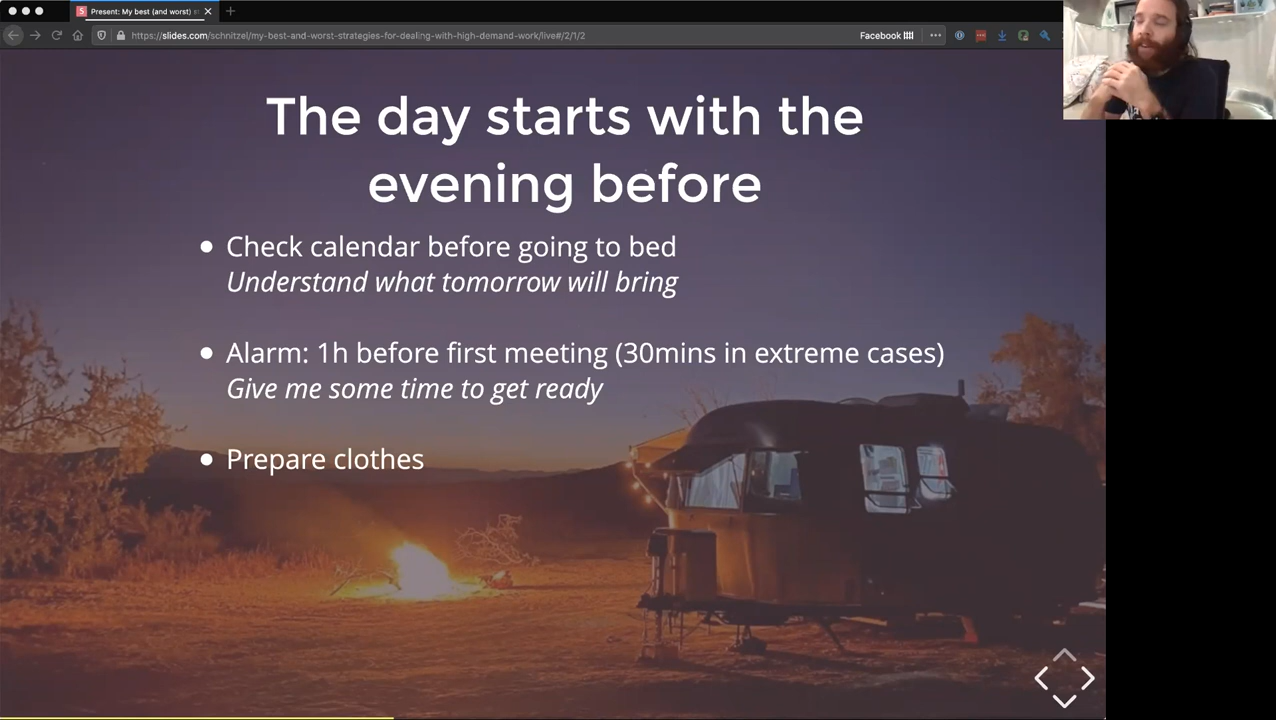 Present: My best (and worst) st
https://slides.com/schnitzel/my-best-and-worst-strategies-for-dealing-with-high-demand-work/live#/2/1/2
Facebook
The day starts with the
evening before
Check calendar before going to bed
Understand what tomorrow will bring
Alarm: 1h before first meeting (30mins in extreme cases)
Give me some time to get ready
Prepare clothes